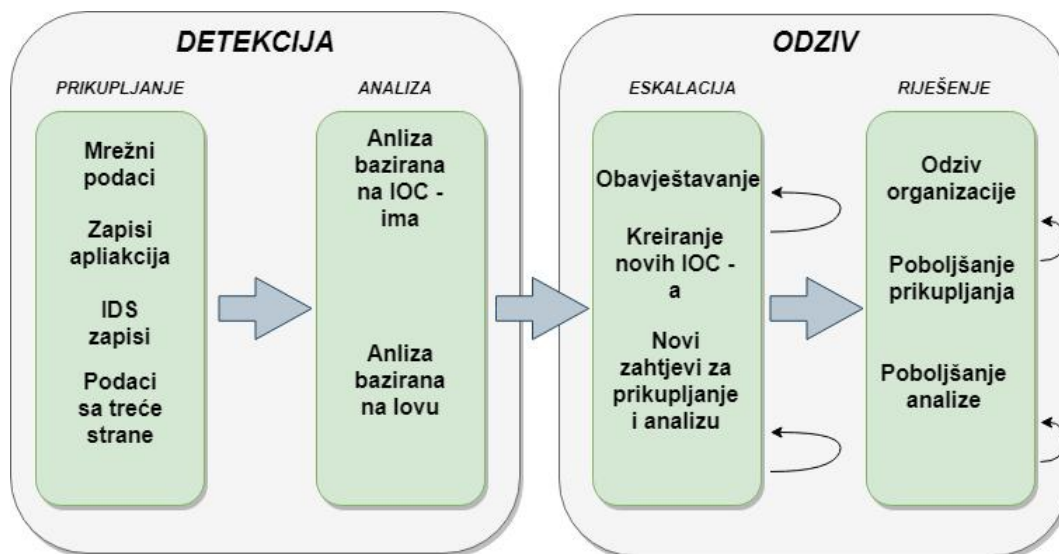 DETEKCIJA
PRIKUPLJANJE
Mrežni
podaci
Zapisi
apliakcija
IDS
zapisi
Podaci
sa treće
strane
ANALIZA
Anliza
bazirana
na IOC -
ima
Anliza
bazirana
na lovu
ODZIV
ESKALACIJA
Obavještavanje
Kreiranje
novih IOC -
a
Novi
zahtjevi za
prikupljanje
i analizu
RIJEŠENJE
Odziv
organizacije
Poboljšanje
prikupljanja
Poboljšanje
analize